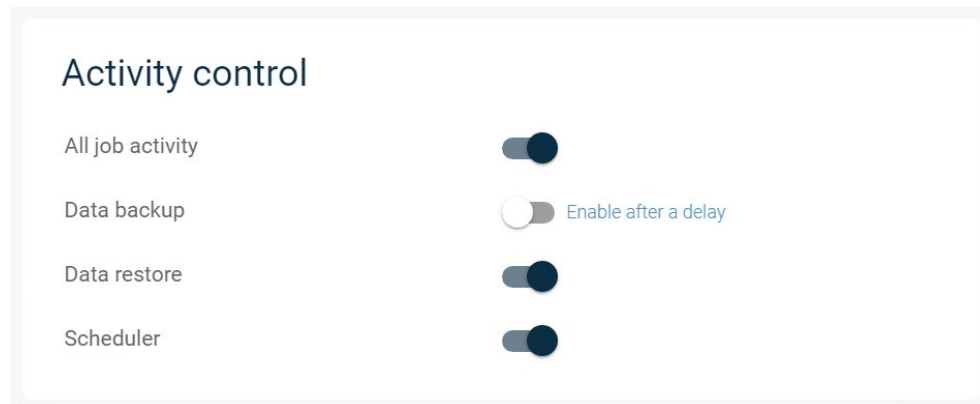 Activity control
All job activity
Data backup
Enable after a delay
Data restore
Scheduler